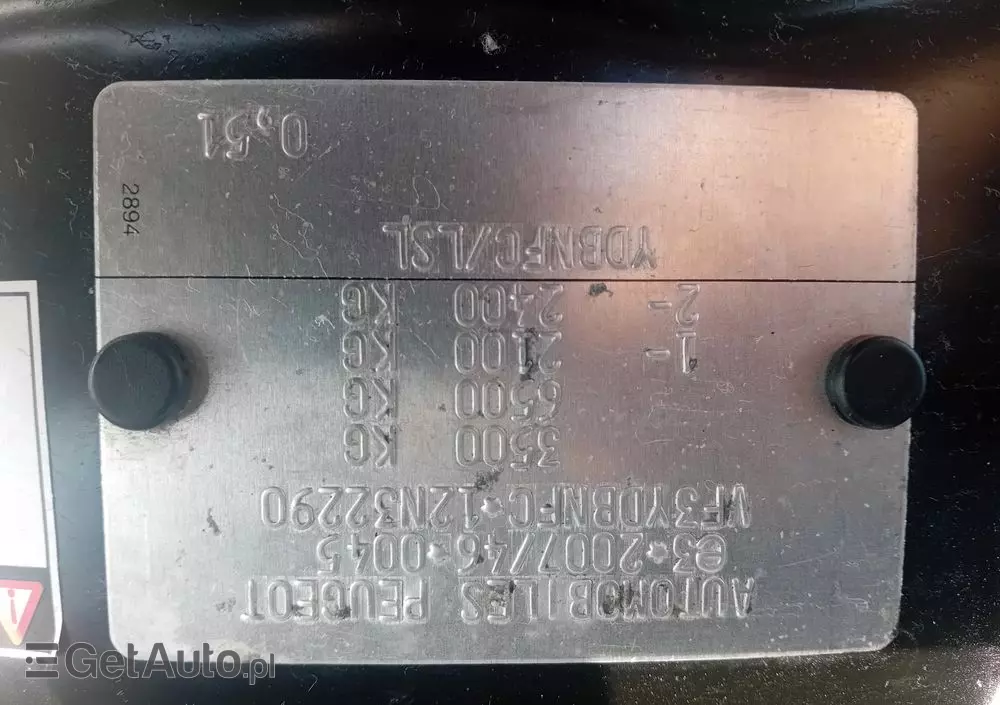 AUTOMOBILES PEUGEOT
e3*2007/46*0045
VF3YDBNFC*12N32290
3500 KG
6500 KG
1- 2100 KG
2- 2400 KG
YDBNFC/LSL
0,51
2894
GetAuto.pl